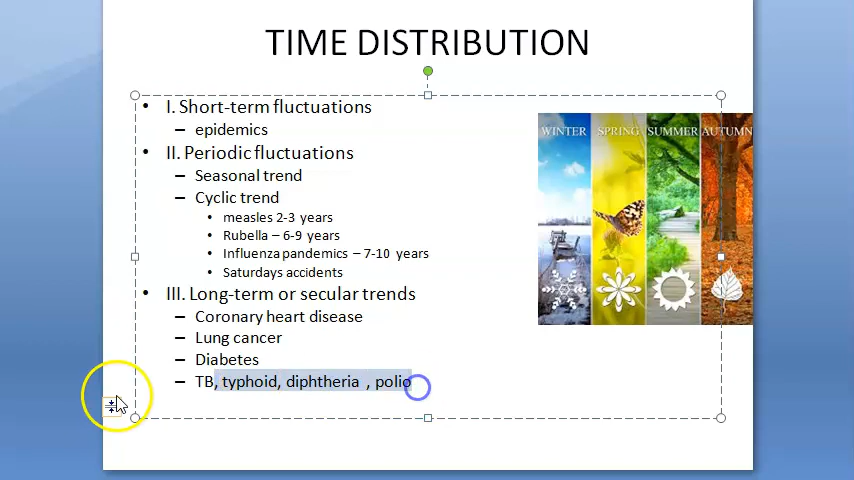 TIME DISTRIBUTION
• I. Short-term fluctuations
– epidemics
• II. Periodic fluctuations
– Seasonal trend
– Cyclic trend
• measles 2-3 years
• Rubella – 6-9 years
• Influenza pandemics – 7-10 years
• Saturdays accidents
• III. Long-term or secular trends
– Coronary heart disease
– Lung cancer
– Diabetes
– TB, typhoid, diphtheria , polio
WINTER SPRING SUMMER AUTUMN